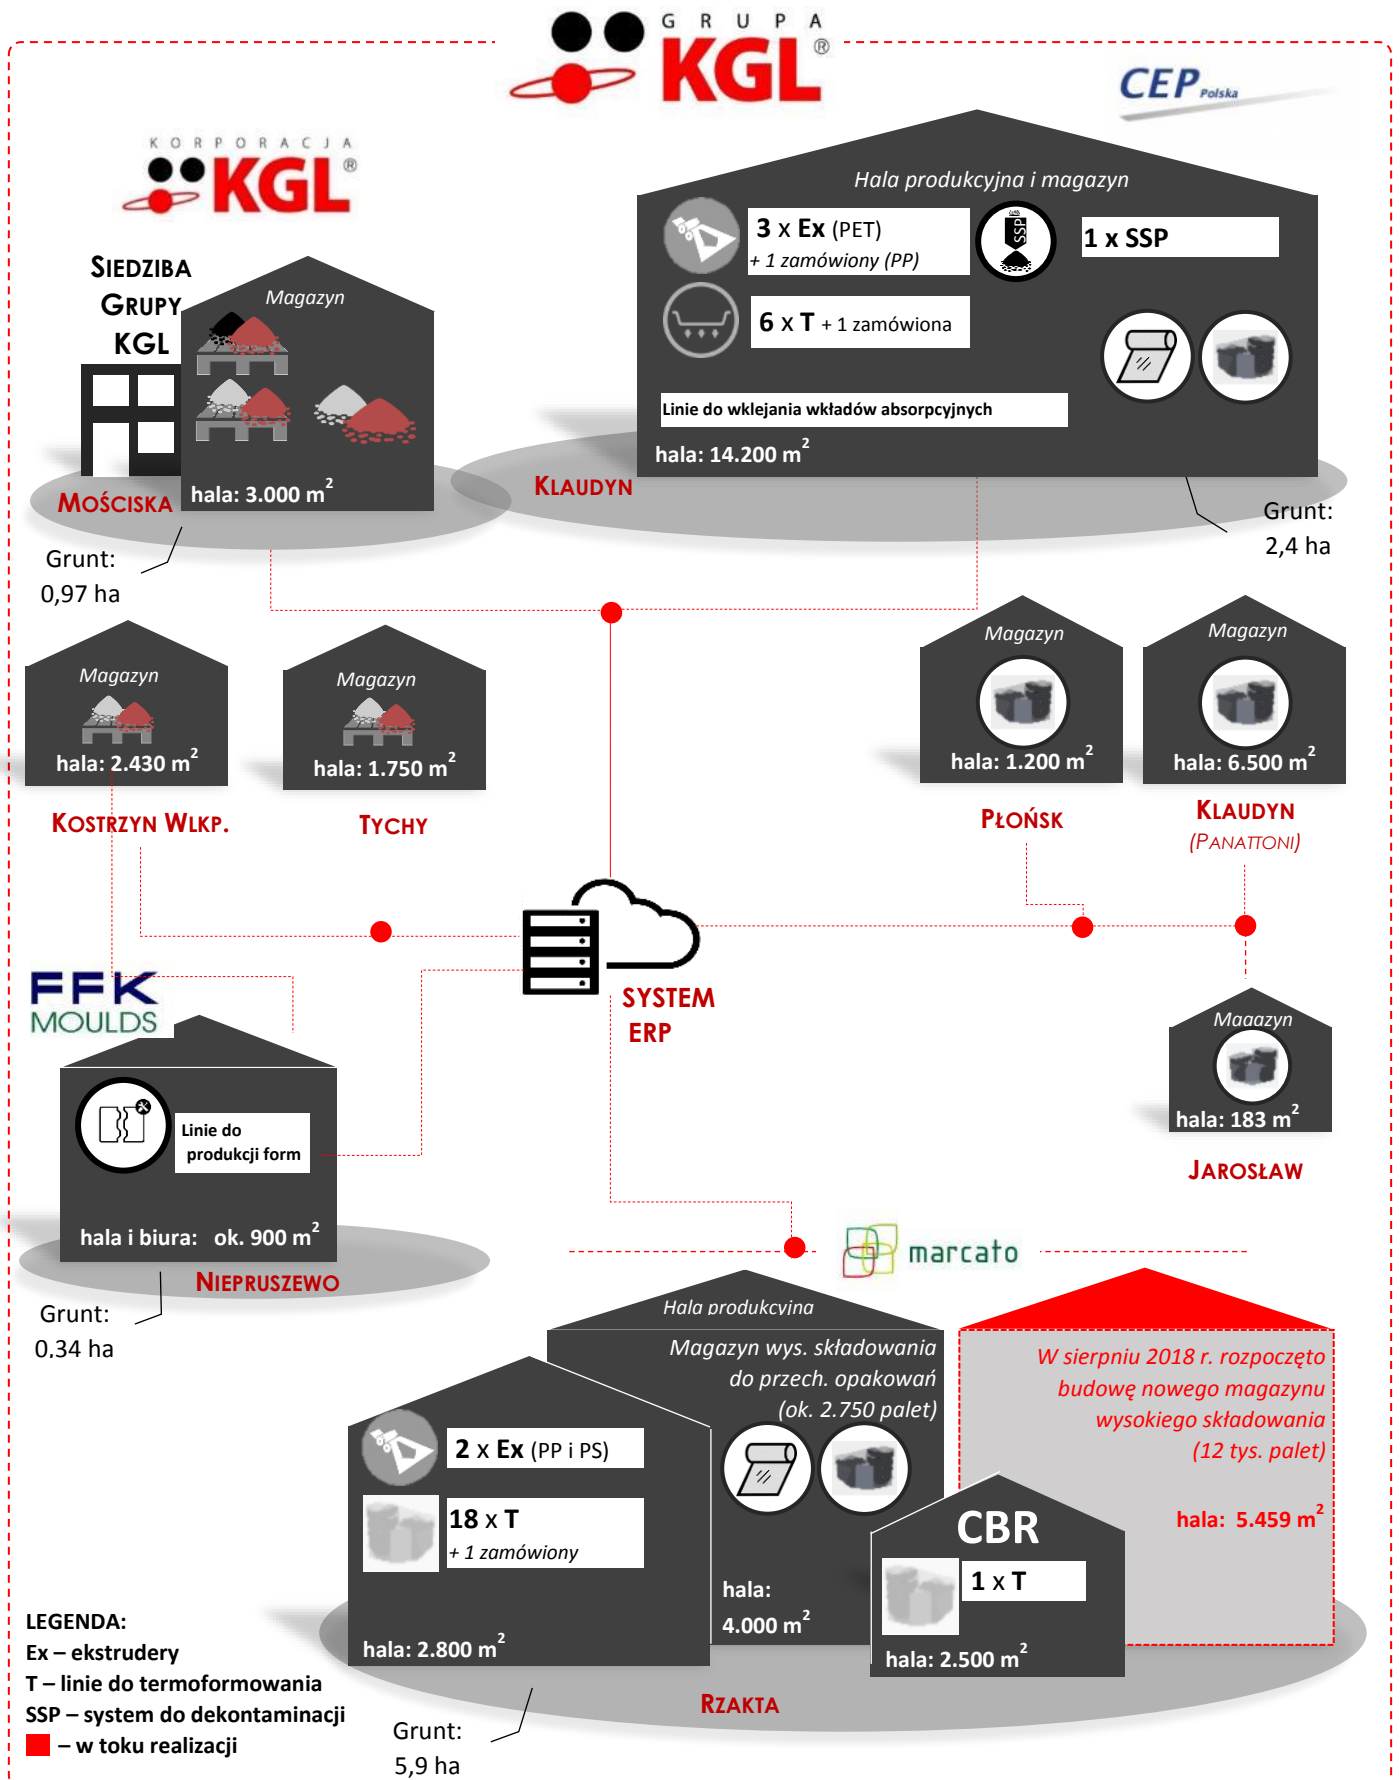 GRUPA
KGL®
CEP Polska
KORPORACJA
KGL®
SIEDZIBA
GRUPY
KGL
Magazyn
hala: 3.000 m²
MOŚCISKA
Grunt:
0,97 ha
Hala produkcyjna i magazyn
3 x Ex (PET)
+ 1 zamówiony (PP)
SSP
1 x SSP
6 x T + 1 zamówiona
Linie do wklejania wkładów absorpcyjnych
hala: 14.200 m²
KLAUDYN
Grunt:
2,4 ha
Magazyn
hala: 2.430 m²
KOSTRZYN WLKP.
Magazyn
hala: 1.750 m²
TYCHY
Magazyn
hala: 1.200 m²
PŁOŃSK
Magazyn
hala: 6.500 m²
KLAUDYN
(PANATTONI)
SYSTEM
ERP
Magazyn
hala: 183 m²
JAROSŁAW
FFK
MOULDS
Linie do
produkcji form
hala i biura: ok. 900 m²
NIEPRUSZEWO
Grunt:
0,34 ha
marcato
Hala produkcyjna
Magazyn wys. składowania
do przech. opakowań
(ok. 2.750 palet)
hala:
4.000 m²
2 x Ex (PP i PS)
18 x T
+ 1 zamówiony
hala: 2.800 m²
CBR
1 x T
hala: 2.500 m²
W sierpniu 2018 r. rozpoczęto
budowę nowego magazynu
wysokiego składowania
(12 tys. palet)
hala: 5.459 m²
RZAKTA
Grunt:
5,9 ha
LEGENDA:
Ex – ekstrudery
T – linie do termoformowania
SSP – system do dekontaminacji
– w toku realizacji